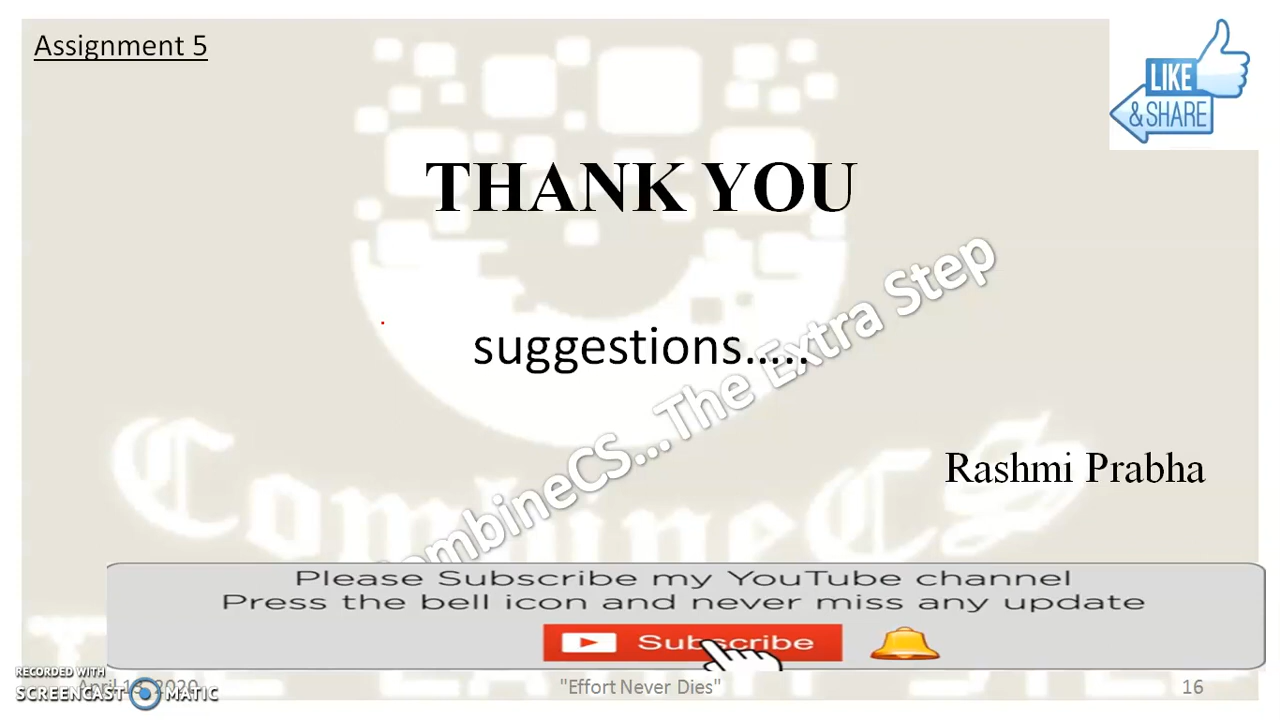 Assignment 5
LIKE
& SHARE
THANK YOU
suggestions.....
CombineCS...The Extra Step
Rashmi Prabha
CombineCS
Please Subscribe my YouTube channel
Press the bell icon and never miss any update
Subscribe
RECORDED WITH
SCREENCAST MATIC
"Effort Never Dies"
16